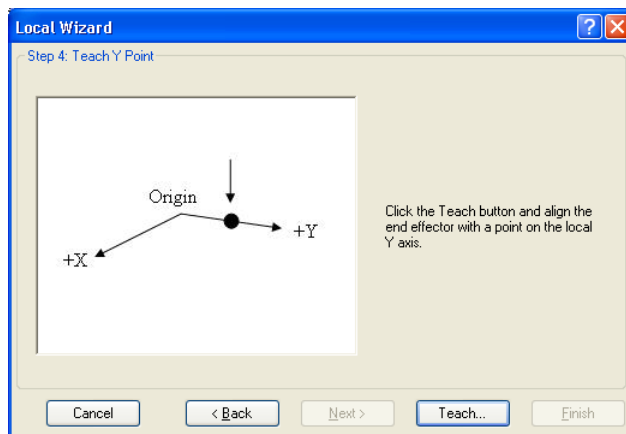 Local Wizard
Step 4: Teach Y Point
Origin
+Y
+X
Click the Teach button and align the
end effector with a point on the local
Y axis.
Cancel
< Back
Next >
Teach...
Finish